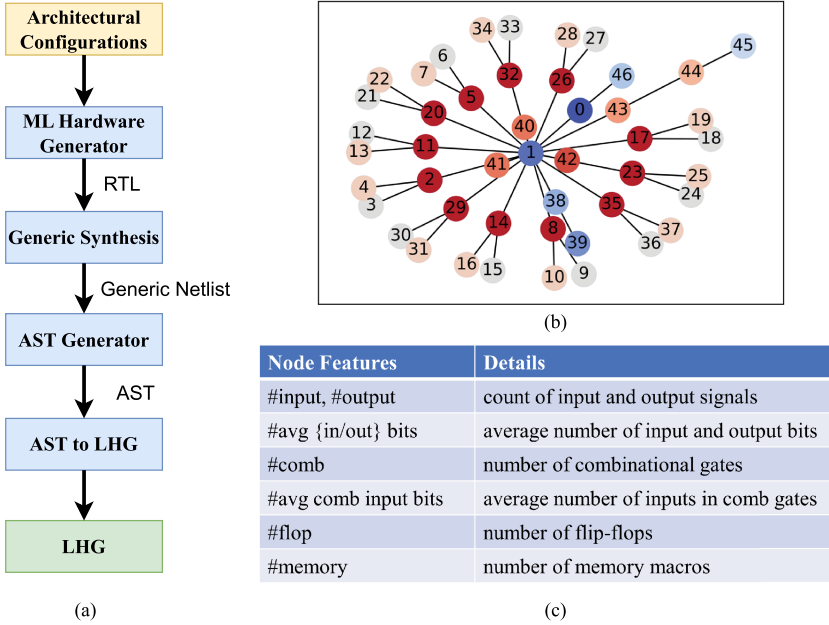 Architectural
Configurations
ML Hardware
Generator
RTL
Generic Synthesis
Generic Netlist
AST Generator
AST
AST to LHG
LHG
(a)
34 33 28 27 45
6 7 32 26 46 44
22 21 5 0 43
20 40 19
12 13 11 1 17 18
41 42
4 3 2 23 25 24
29 38 35
30 31 14 8 39 37 36
16 15 10 9
(b)
Node Features Details
#input, #output count of input and output signals
#avg {in/out} bits average number of input and output bits
#comb number of combinational gates
#avg comb input bits average number of inputs in comb gates
#flop number of flip-flops
#memory number of memory macros
(c)